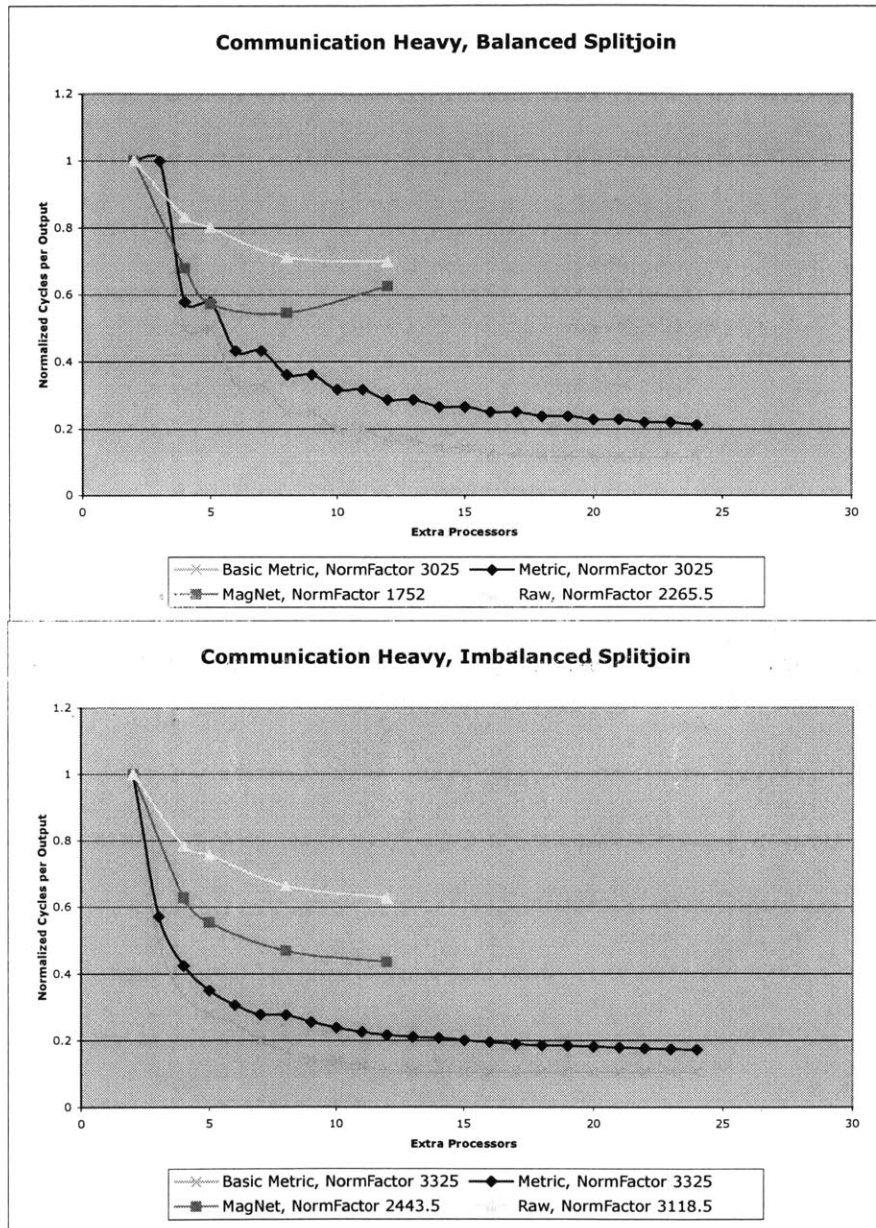 Communication Heavy, Balanced Splitjoin
1.2
1
0.8
0.6
0.4
0.2
0
Normalized Cycles per Output
0 5 10 15 20 25 30
Extra Processors
Basic Metric, NormFactor 3025 Metric, NormFactor 3025
MagNet, NormFactor 1752 Raw, NormFactor 2265.5
Communication Heavy, Imbalanced Splitjoin
1.2
1
0.8
0.6
0.4
0.2
0
Normalized Cycles per Output
0 5 10 15 20 25 30
Extra Processors
Basic Metric, NormFactor 3325 Metric, NormFactor 3325
MagNet, NormFactor 2443.5 Raw, NormFactor 3118.5